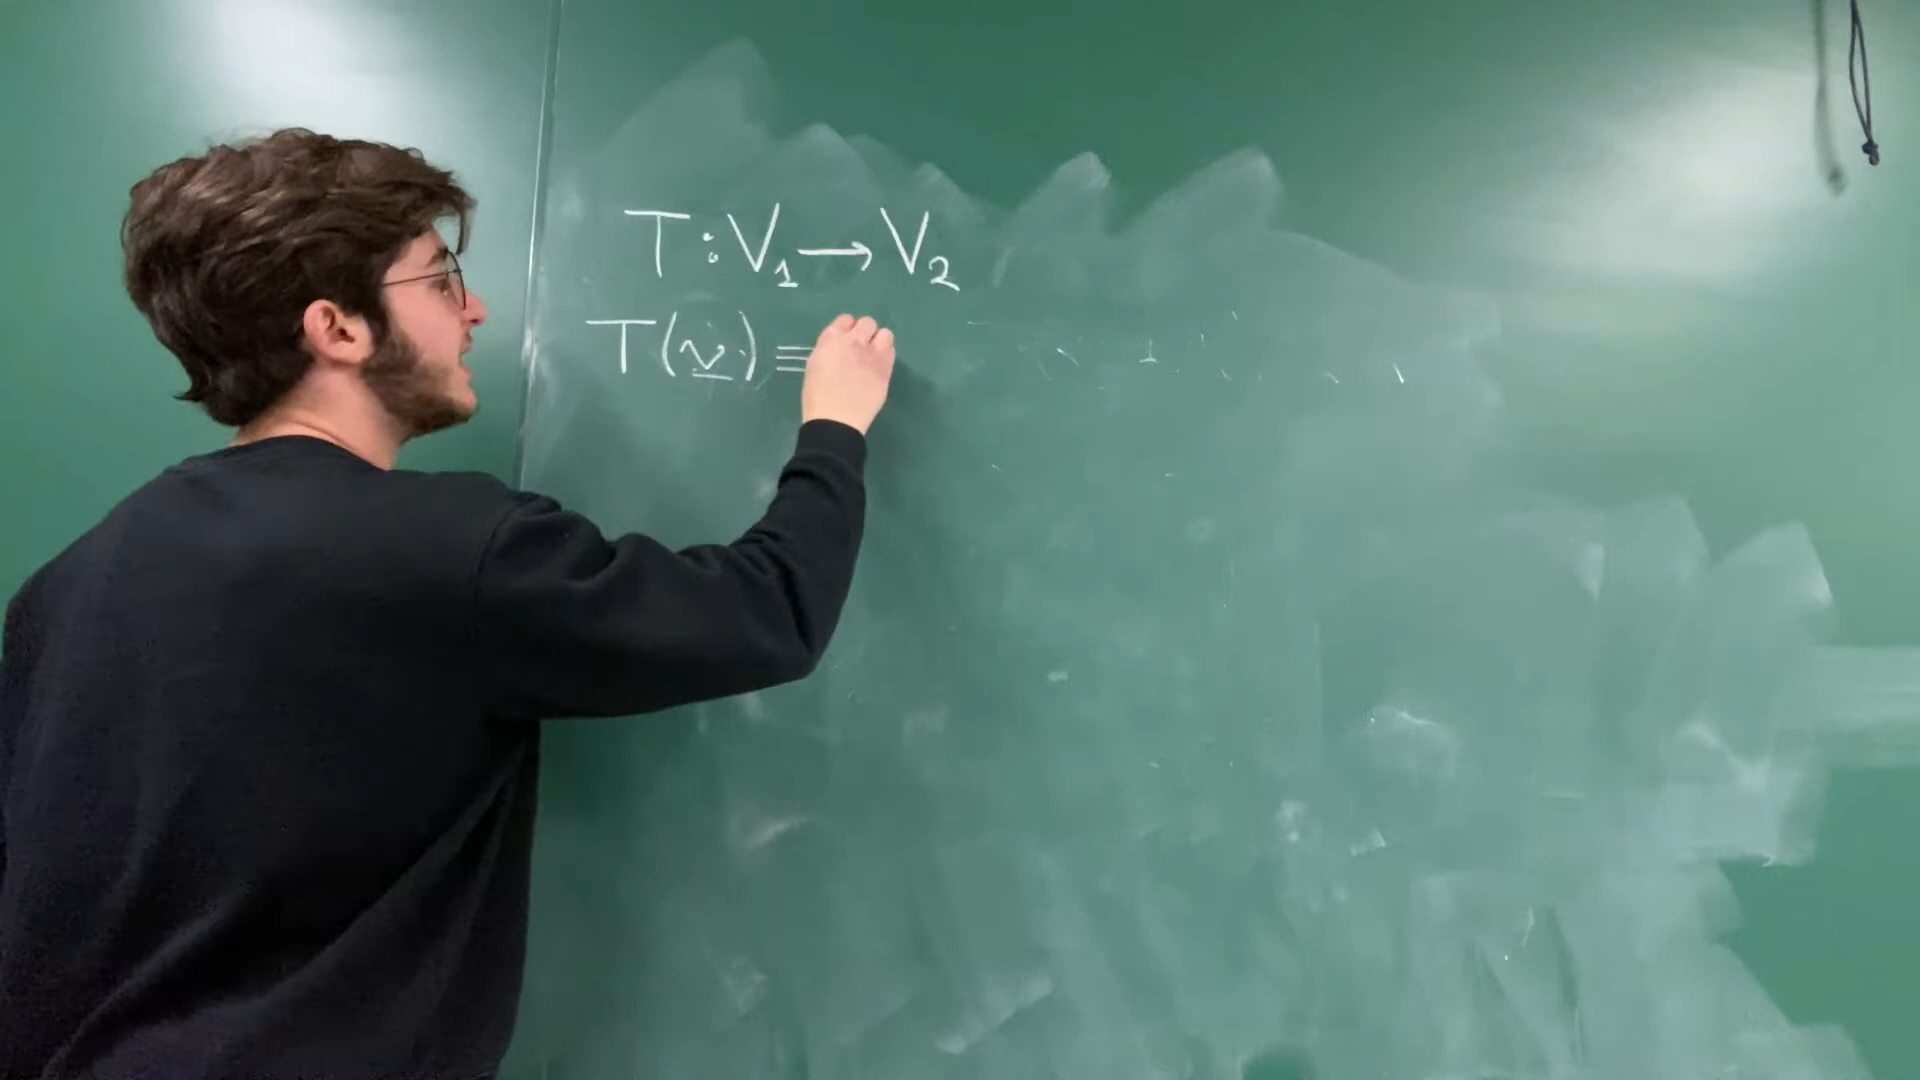 T : V₁ → V₂
T(v̲) ≡